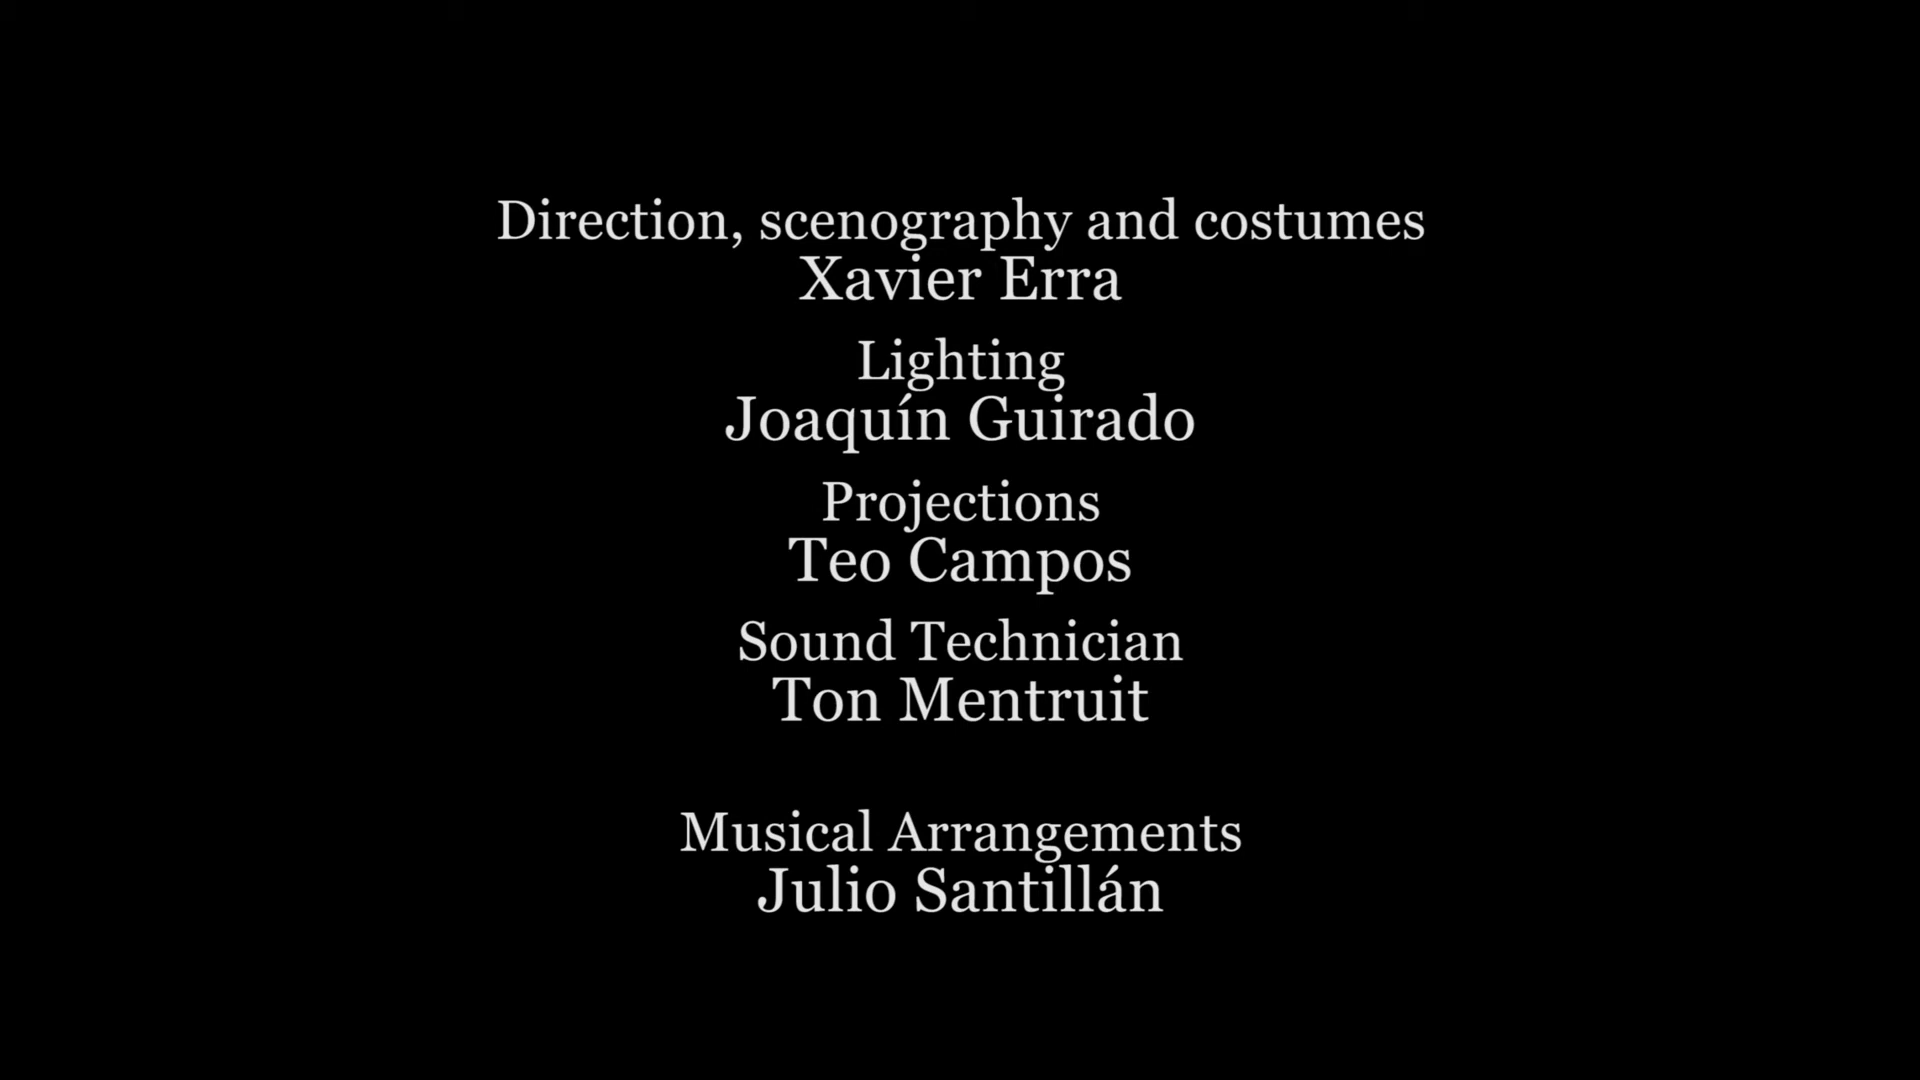 Direction, scenography and costumes
Xavier Erra
Lighting
Joaquín Guirado
Projections
Teo Campos
Sound Technician
Ton Mentruit
Musical Arrangements
Julio Santillán